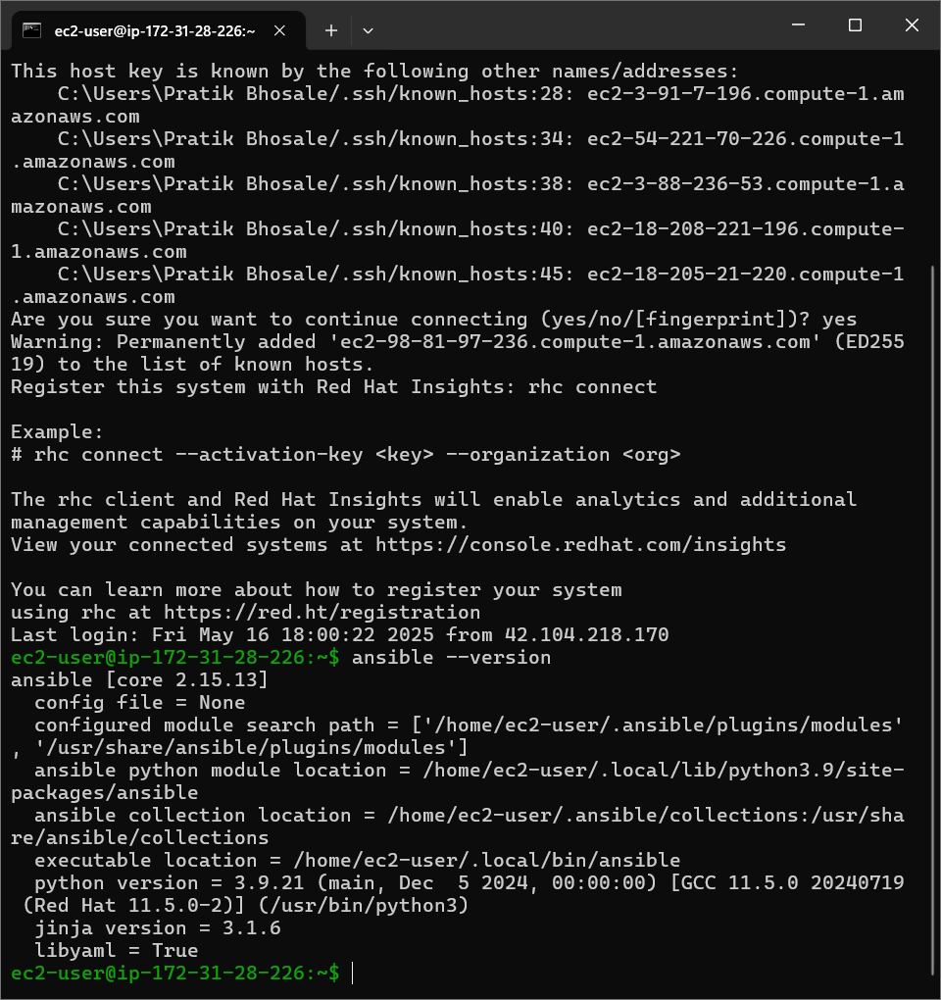 ec2-user@ip-172-31-28-226:~
This host key is known by the following other names/addresses:
    C:\Users\Pratik Bhosale/.ssh/known_hosts:28: ec2-3-91-7-196.compute-1.am
azonaws.com
    C:\Users\Pratik Bhosale/.ssh/known_hosts:34: ec2-54-221-70-226.compute-1
.amazonaws.com
    C:\Users\Pratik Bhosale/.ssh/known_hosts:38: ec2-3-88-236-53.compute-1.a
mazonaws.com
    C:\Users\Pratik Bhosale/.ssh/known_hosts:40: ec2-18-208-221-196.compute-
1.amazonaws.com
    C:\Users\Pratik Bhosale/.ssh/known_hosts:45: ec2-18-205-21-220.compute-1
.amazonaws.com
Are you sure you want to continue connecting (yes/no/[fingerprint])? yes
Warning: Permanently added 'ec2-98-81-97-236.compute-1.amazonaws.com' (ED255
19) to the list of known hosts.
Register this system with Red Hat Insights: rhc connect

Example:
# rhc connect --activation-key <key> --organization <org>

The rhc client and Red Hat Insights will enable analytics and additional
management capabilities on your system.
View your connected systems at https://console.redhat.com/insights

You can learn more about how to register your system
using rhc at https://red.ht/registration
Last login: Fri May 16 18:00:22 2025 from 42.104.218.170
ec2-user@ip-172-31-28-226:~$ ansible --version
ansible [core 2.15.13]
  config file = None
  configured module search path = ['/home/ec2-user/.ansible/plugins/modules'
, '/usr/share/ansible/plugins/modules']
  ansible python module location = /home/ec2-user/.local/lib/python3.9/site-
packages/ansible
  ansible collection location = /home/ec2-user/.ansible/collections:/usr/sha
re/ansible/collections
  executable location = /home/ec2-user/.local/bin/ansible
  python version = 3.9.21 (main, Dec  5 2024, 00:00:00) [GCC 11.5.0 20240719
 (Red Hat 11.5.0-2)] (/usr/bin/python3)
  jinja version = 3.1.6
  libyaml = True
ec2-user@ip-172-31-28-226:~$